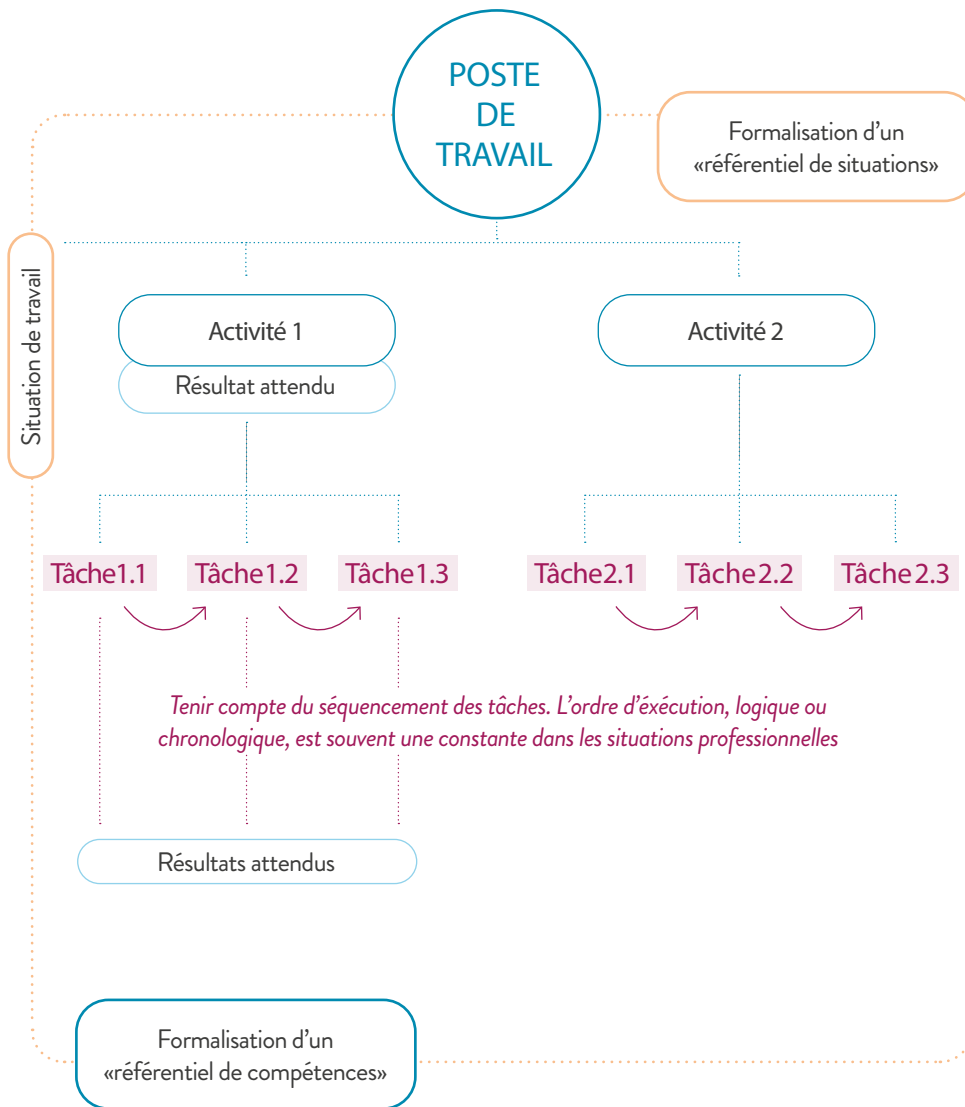 POSTE
DE
TRAVAIL
Formalisation d’un
«référentiel de situations»
Situation de travail
Activité 1
Activité 2
Résultat attendu
Tâche1.1
Tâche1.2
Tâche1.3
Tâche2.1
Tâche2.2
Tâche2.3
Tenir compte du séquencement des tâches. L’ordre d’éxécution, logique ou
chronologique, est souvent une constante dans les situations professionnelles
Résultats attendus
Formalisation d’un
«référentiel de compétences»